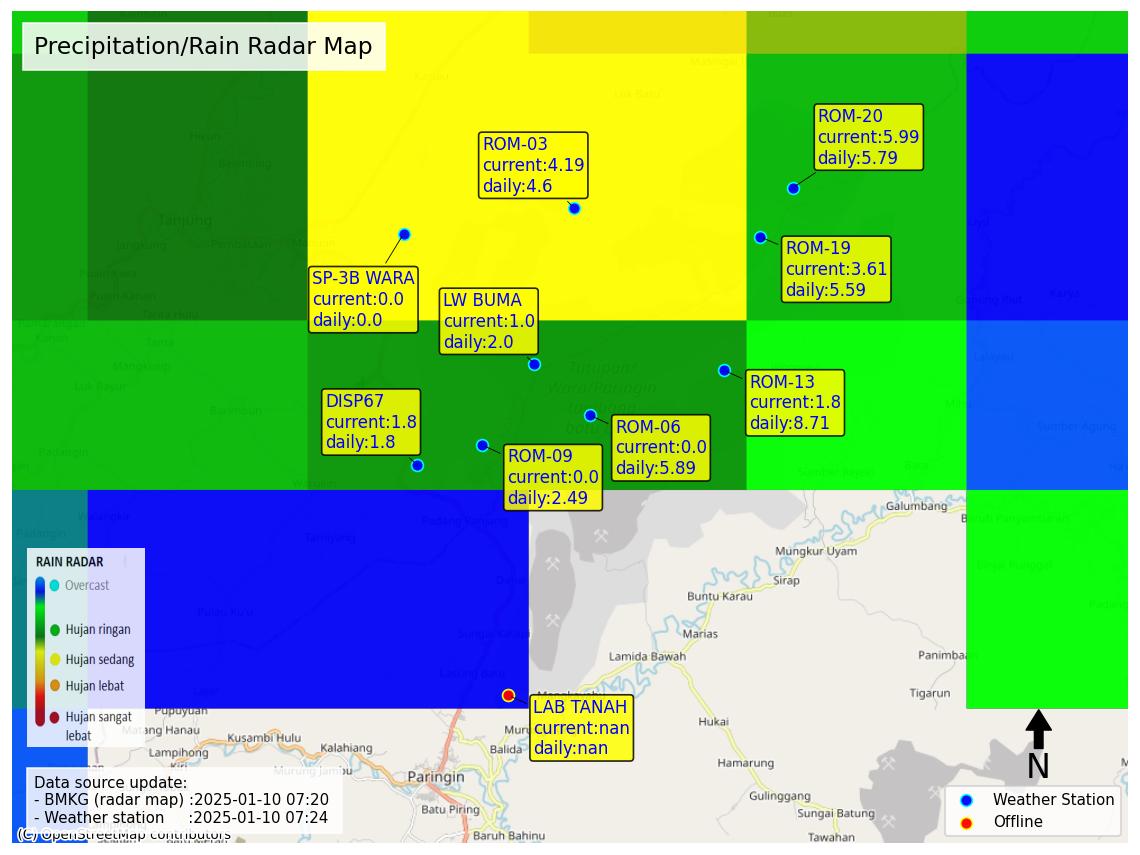 Precipitation/Rain Radar Map
ROM-20
current:5.99
daily:5.79
ROM-03
current:4.19
daily:4.6
ROM-19
current:3.61
daily:5.59
SP-3B WARA
current:0.0
daily:0.0
LW BUMA
current:1.0
daily:2.0
ROM-13
current:1.8
daily:8.71
DISP67
current:1.8
daily:1.8
ROM-06
current:0.0
daily:5.89
ROM-09
current:0.0
daily:2.49
Tanjung
Galumbang
Mungkur Uyam
Sirap
Buntu Karau
Marias
Lamida Bawah
Panimbaan
Tigarun
Hukai
Hamarung
Gulinggang
Sungai Batung
Tawahan
LAB TANAH
current:nan
daily:nan
RAIN RADAR
Overcast
Hujan ringan
Hujan sedang
Hujan lebat
Hujan sangat
lebat
Pupuyuan
Matang Hanau
Lampihong
Kusambi Hulu
Kalahiang
Murung Jambu
Balida
Paringin
Batu Piring
Baruh Bahinu
Data source update:
- BMKG (radar map) :2025-01-10 07:20
- Weather station :2025-01-10 07:24
(C) OpenStreetMap contributors
N
Weather Station
Offline